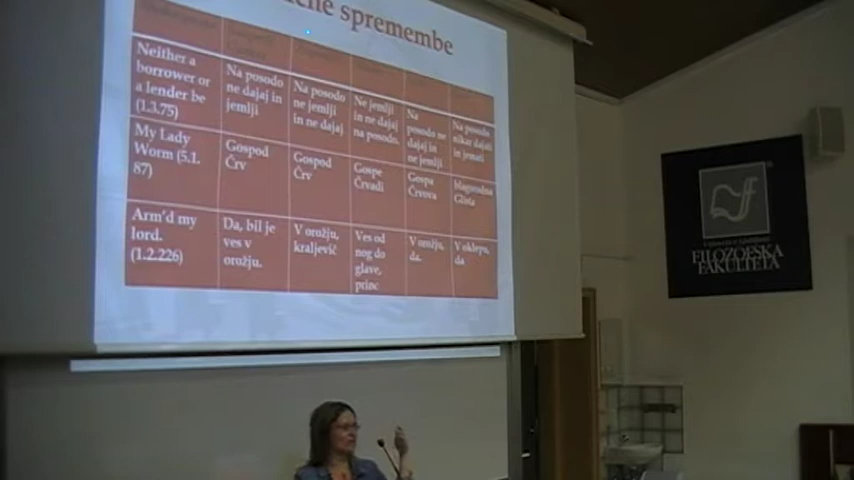 spremembe
Neither a
borrower or
a lender be
(1.3.75)
Na posodo
ne dajaj in
jemlji
Na posodo
ne jemlji
in ne dajaj
Ne jemlji
in ne dajaj
na posodo.
Na
posodo ne
dajaj in
ne jemlji
Na posodo
nikar dajati
in jemati
My Lady
Worm (5.1.
87)
Gospod
Črv
Gospod
Črv
Gospe
Črvadi
Gospa
Črvova
blagorodna
Glista
Arm'd my
lord.
(1.2.226)
Da, bil je
ves v
orožju.
V orožju,
kraljevič
Ves od
nog do
glave,
princ
V orožju,
da.
V oklepu,
da
FILOZOFSKA
FAKULTETA